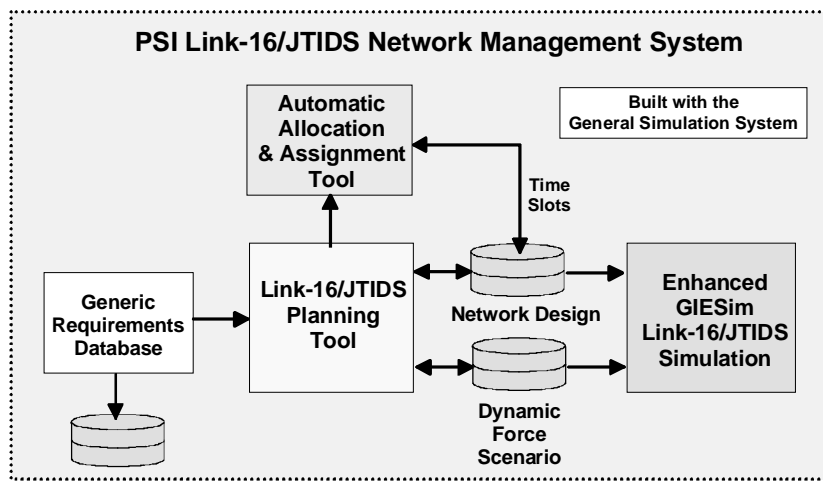 PSI Link-16/JTIDS Network Management System
Automatic
Allocation
& Assignment
Tool
Built with the
General Simulation System
Time
Slots
Generic
Requirements
Database
Link-16/JTIDS
Planning
Tool
Network Design
Enhanced
GIESim
Link-16/JTIDS
Simulation
Dynamic
Force
Scenario